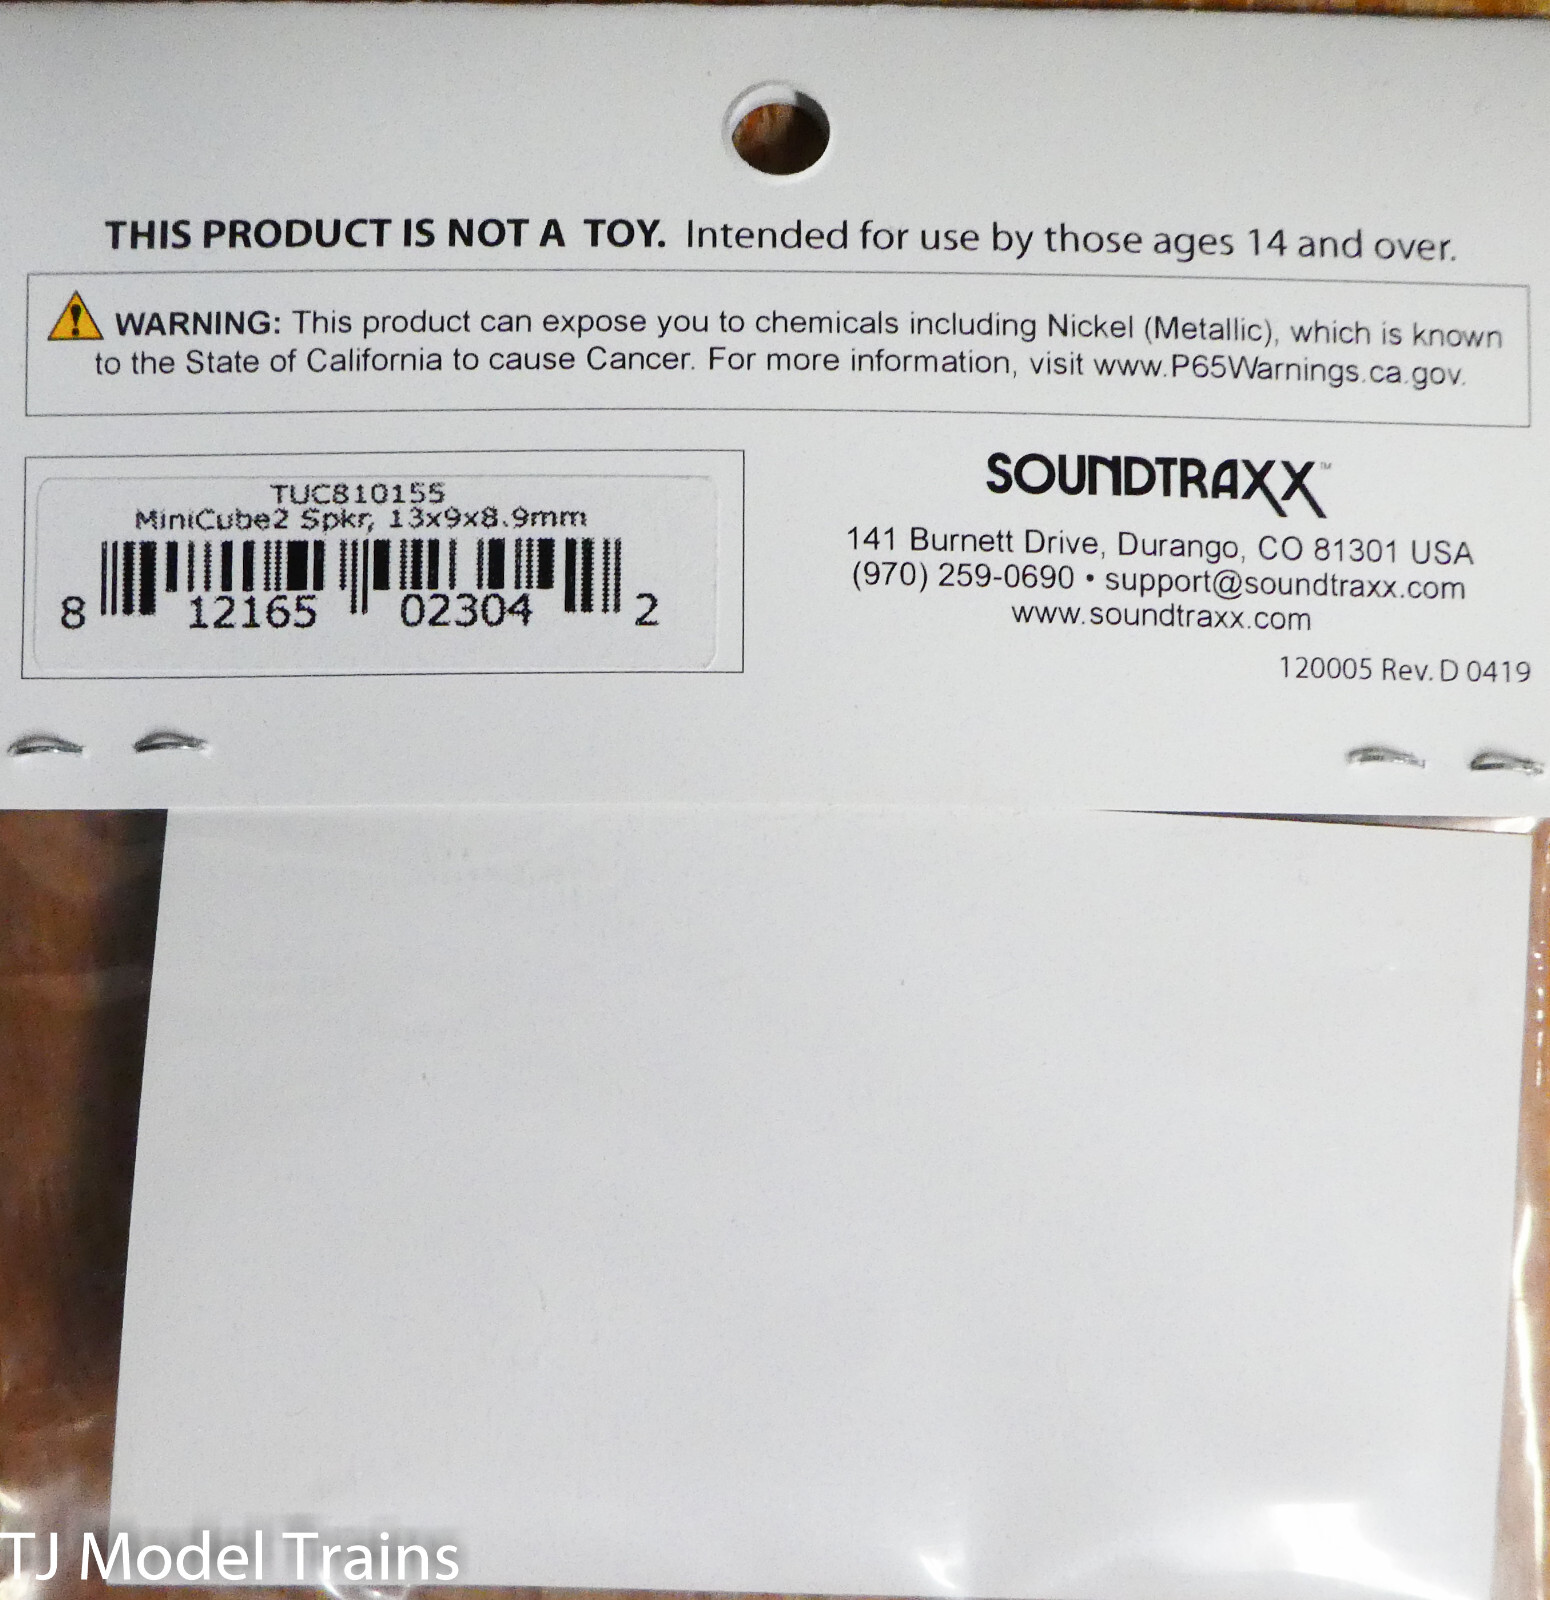 THIS PRODUCT IS NOT A TOY. Intended for use by those ages 14 and over.
WARNING: This product can expose you to chemicals including Nickel (Metallic), which is known
to the State of California to cause Cancer. For more information, visit www.P65Warnings.ca.gov.
TUC810155
MiniCube2 Spkr, 13x9x8.9mm
8 12165 02304 2
SOUNDTRAXX™
141 Burnett Drive, Durango, CO 81301 USA
(970) 259-0690 • support@soundtraxx.com
www.soundtraxx.com
120005 Rev. D 0419
TJ Model Trains